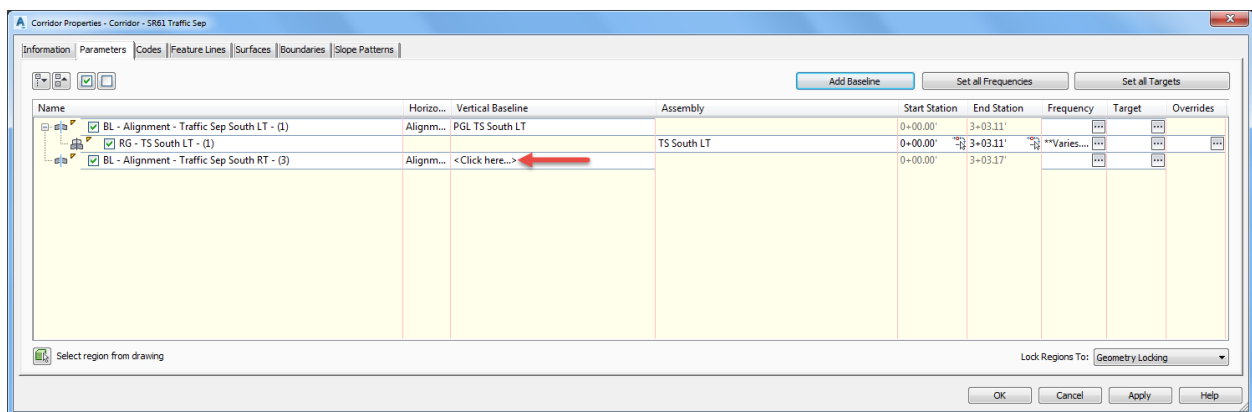 Corridor Properties - Corridor - SR61 Traffic Sep
Information Parameters Codes Feature Lines Surfaces Boundaries Slope Patterns
Add Baseline Set all Frequencies Set all Targets
Name Horizo... Vertical Baseline Assembly Start Station End Station Frequency Target Overrides
BL - Alignment - Traffic Sep South LT - (1) Alignm... PGL TS South LT 0+00.00' 3+03.11' ... ...
RG - TS South LT - (1) TS South LT 0+00.00' 3+03.11' **Varies.... ... ... ...
BL - Alignment - Traffic Sep South RT - (3) Alignm... <Click here...> 0+00.00' 3+03.17' ... ...
Select region from drawing Lock Regions To: Geometry Locking
OK Cancel Apply Help